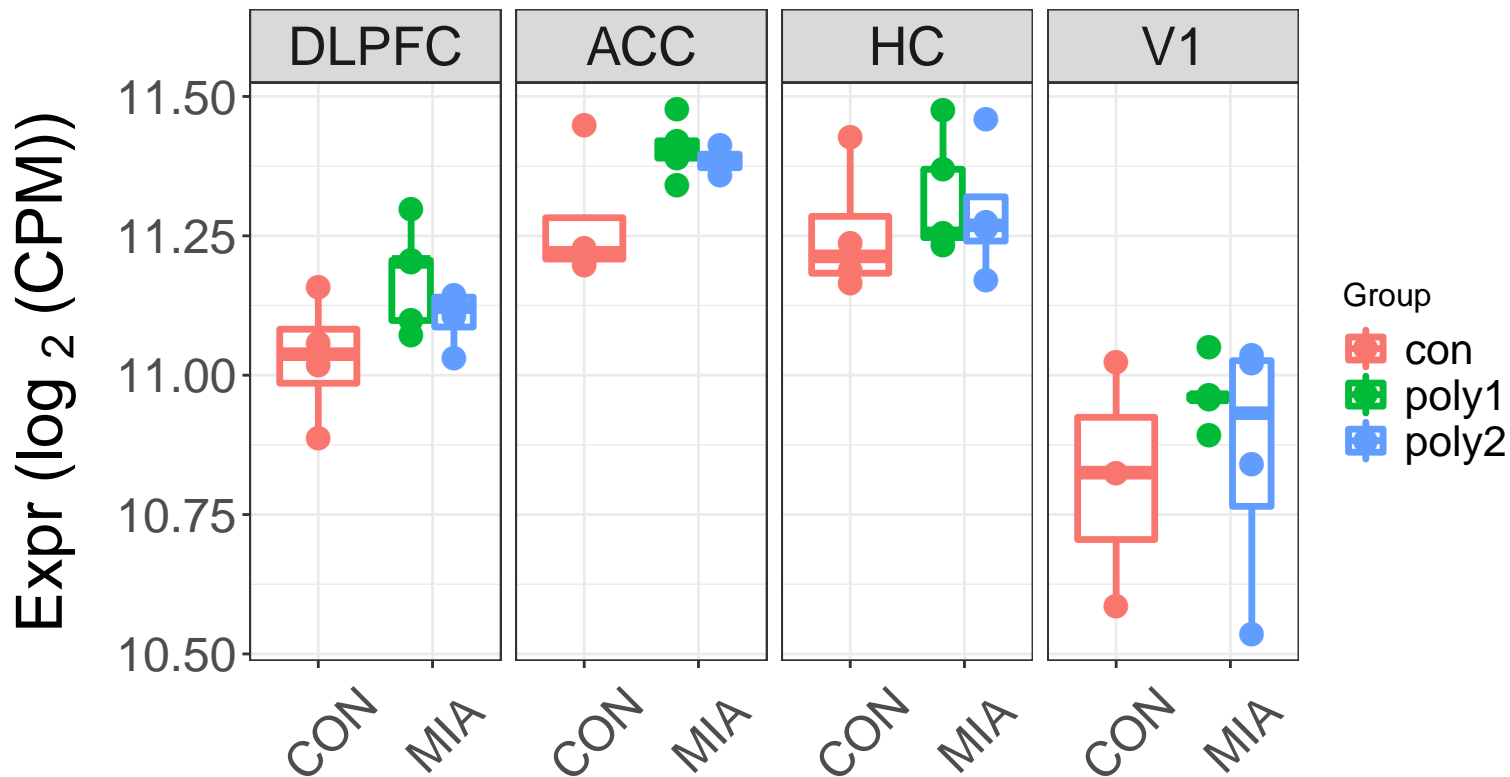 DLPFC ACC HC V1
Expr (log 2 (CPM))
11.50
11.25
11.00
10.75
10.50
CON MIA CON MIA CON MIA CON MIA
Group
con
poly1
poly2